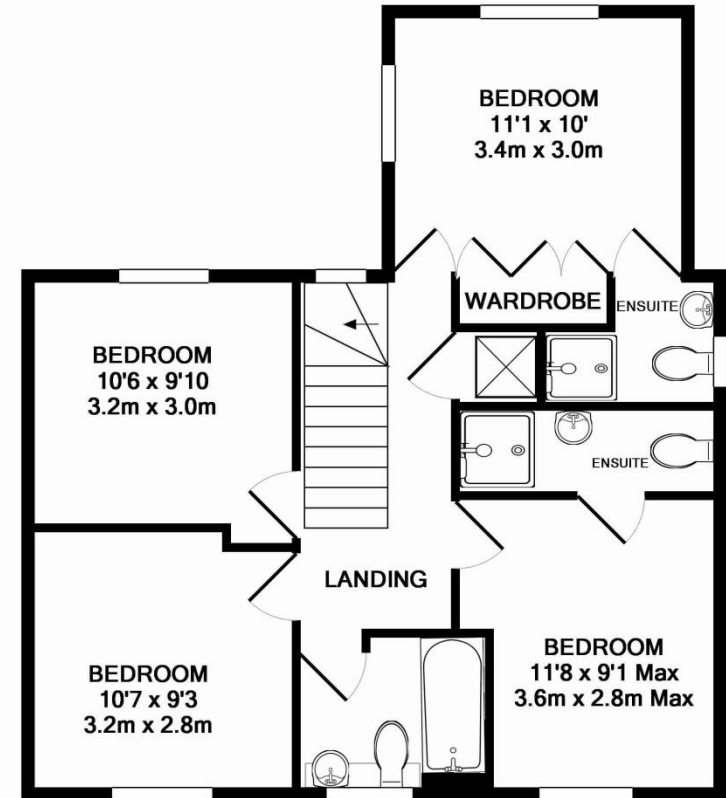 BEDROOM
11'1 x 10'
3.4m x 3.0m
WARDROBE
ENSUITE
BEDROOM
10'6 x 9'10
3.2m x 3.0m
ENSUITE
LANDING
BEDROOM
10'7 x 9'3
3.2m x 2.8m
BEDROOM
11'8 x 9'1 Max
3.6m x 2.8m Max